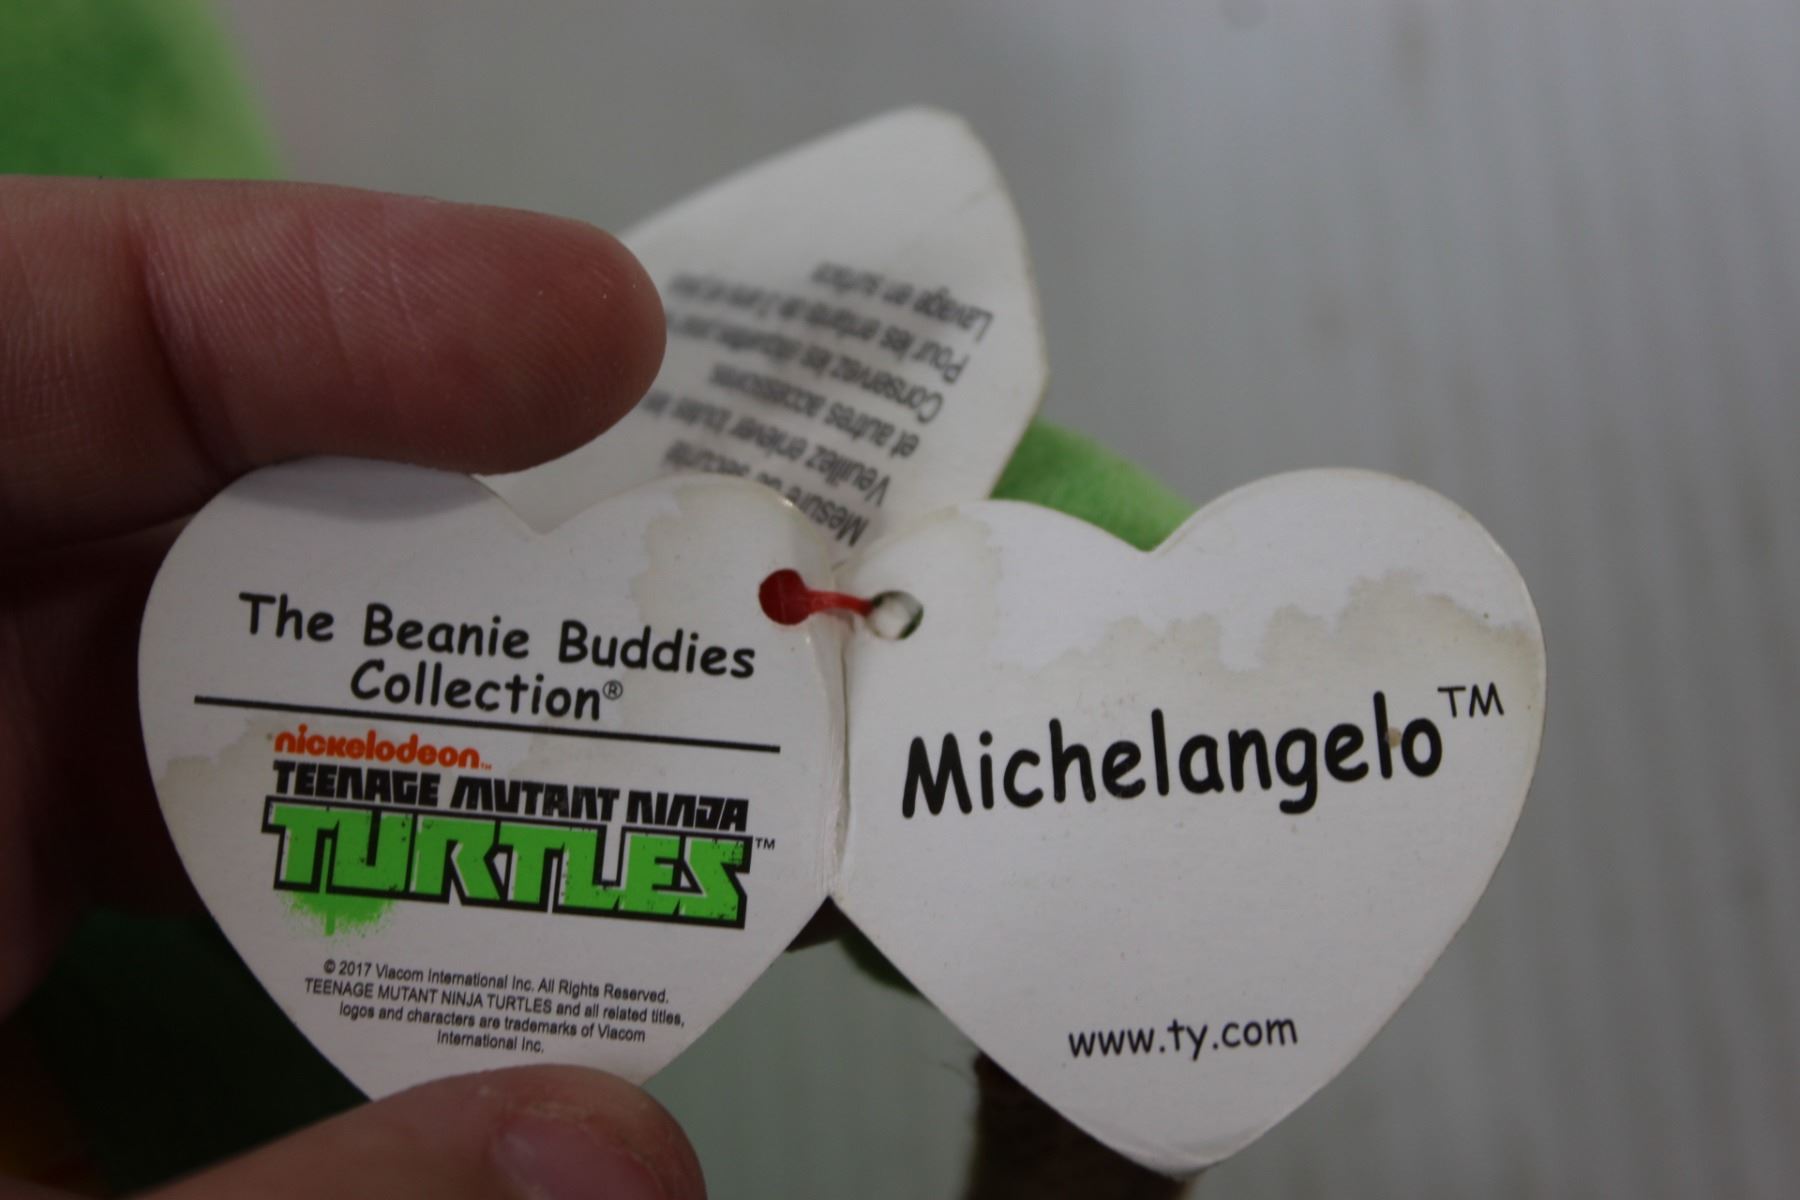 The Beanie Buddies
Collection®
nickelodeon™
TEENAGE MUTANT NINJA
TURTLES™
© 2017 Viacom International Inc. All Rights Reserved.
TEENAGE MUTANT NINJA TURTLES and all related titles,
logos and characters are trademarks of Viacom
International Inc.
Michelangelo™
www.ty.com
Mesure de sécurité
Veuillez enlever toutes les
et autres accessoires
Conservez les étiquettes pour
Pour les enfants de 3 ans et plus
Lavage en surface